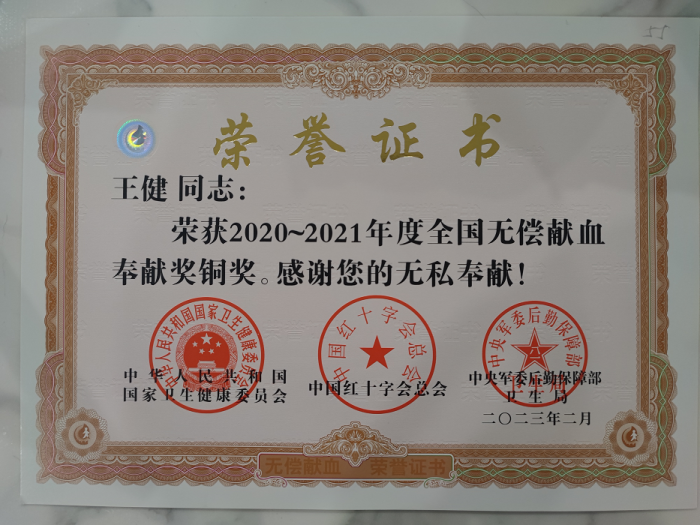 荣誉证书
王健 同志：
荣获2020~2021年度全国无偿献血
奉献奖铜奖。感谢您的无私奉献！
中华人民共和国国家卫生健康委员会
中国红十字会总会
中央军委后勤保障部
中华人民共和国
国家卫生健康委员会
中国红十字会总会
中央军委后勤保障部
卫生局
二〇二三年二月
无偿献血 荣誉证书